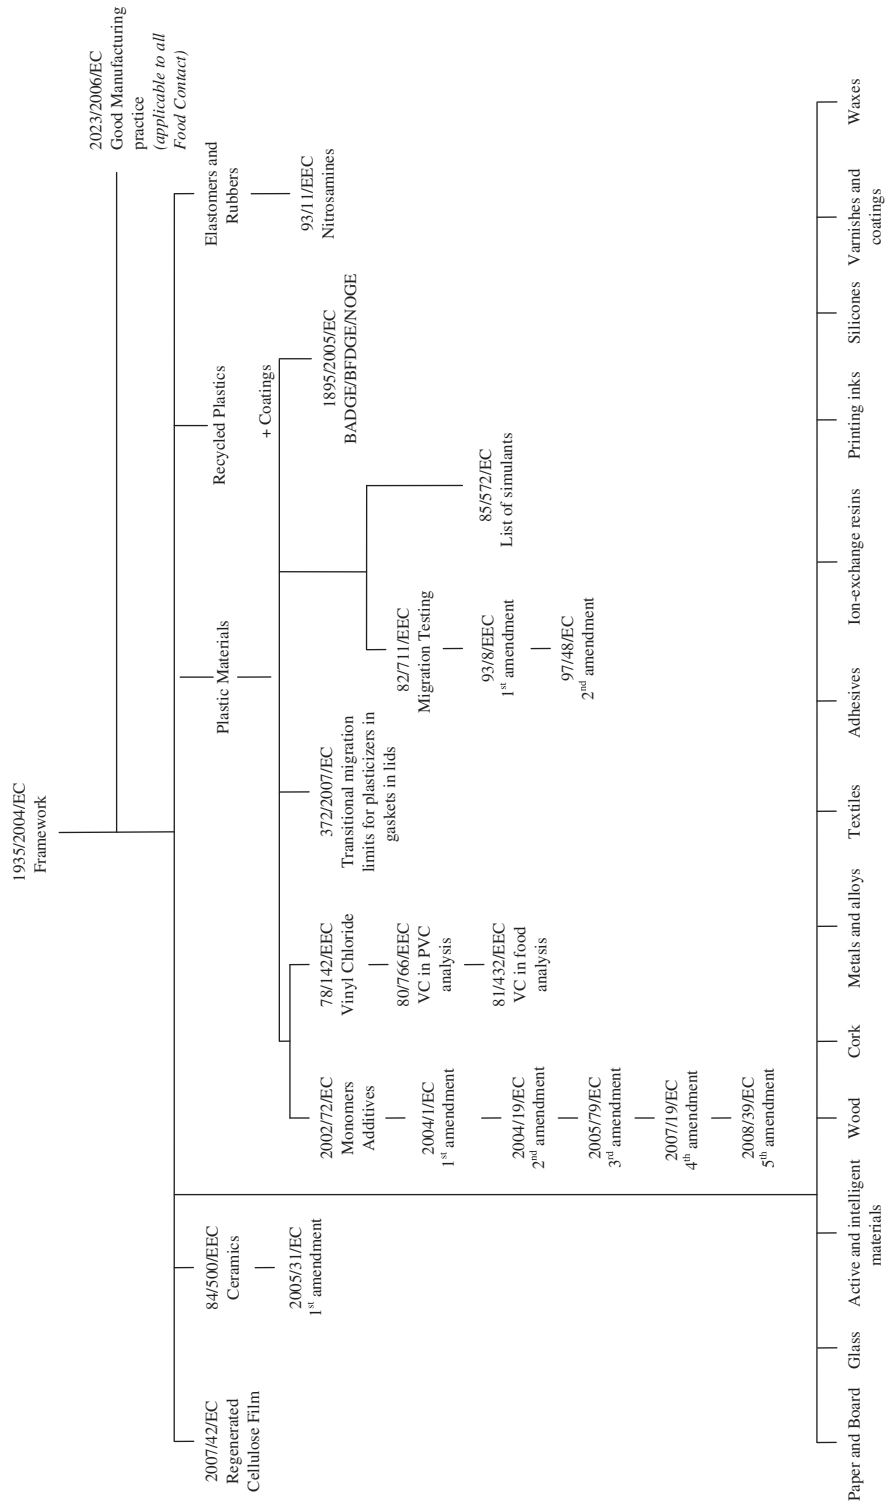 1935/2004/EC
Framework
2023/2006/EC
Good Manufacturing
practice
(applicable to all
Food Contact)
2007/42/EC
Regenerated
Cellulose Film
84/500/EEC
Ceramics
2005/31/EC
1st amendment
Plastic Materials
Recycled Plastics
Elastomers and
Rubbers
93/11/EEC
Nitrosamines
+ Coatings
2002/72/EC
Monomers
Additives
2004/1/EC
1st amendment
2004/19/EC
2nd amendment
2005/79/EC
3rd amendment
2007/19/EC
4th amendment
2008/39/EC
5th amendment
78/142/EEC
Vinyl Chloride
80/766/EEC
VC in PVC
analysis
81/432/EEC
VC in food
analysis
372/2007/EC
Transitional migration
limits for plasticizers in
gaskets in lids
82/711/EEC
Migration Testing
93/8/EEC
1st amendment
97/48/EC
2nd amendment
85/572/EC
List of simulants
1895/2005/EC
BADGE/BFDGE/NOGE
Paper and Board
Glass
Active and intelligent
materials
Wood
Cork
Metals and alloys
Textiles
Adhesives
Ion-exchange resins
Printing inks
Silicones
Varnishes and
coatings
Waxes